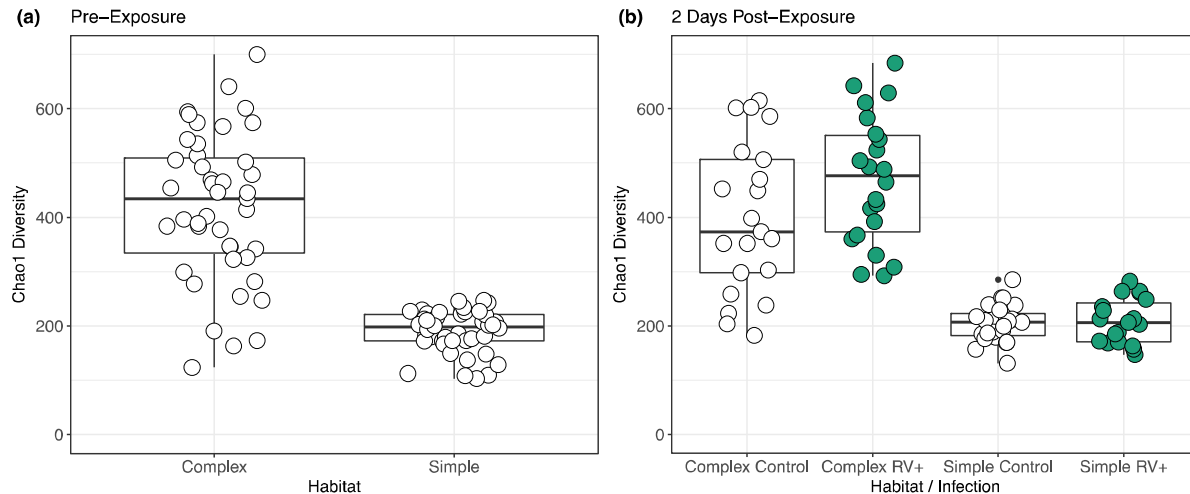 (a) Pre−Exposure
Chao1 Diversity
600
400
200
0
Complex Simple
Habitat
(b) 2 Days Post−Exposure
Chao1 Diversity
600
400
200
0
Complex Control Complex RV+ Simple Control Simple RV+
Habitat / Infection